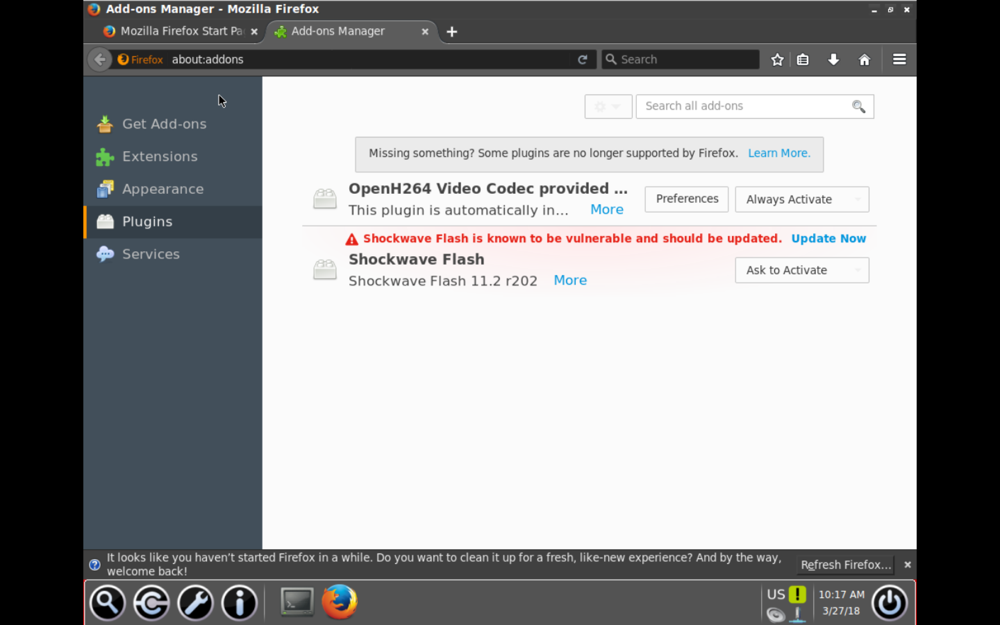 Add-ons Manager - Mozilla Firefox
Mozilla Firefox Start Pa
Add-ons Manager
Firefox about:addons
Search
Search all add-ons
Get Add-ons
Extensions
Appearance
Plugins
Services
Missing something? Some plugins are no longer supported by Firefox. Learn More.
OpenH264 Video Codec provided ...
This plugin is automatically in... More
Preferences
Always Activate
Shockwave Flash is known to be vulnerable and should be updated. Update Now
Shockwave Flash
Shockwave Flash 11.2 r202 More
Ask to Activate
It looks like you haven't started Firefox in a while. Do you want to clean it up for a fresh, like-new experience? And by the way,
welcome back!
Refresh Firefox...
US
10:17 AM
3/27/18